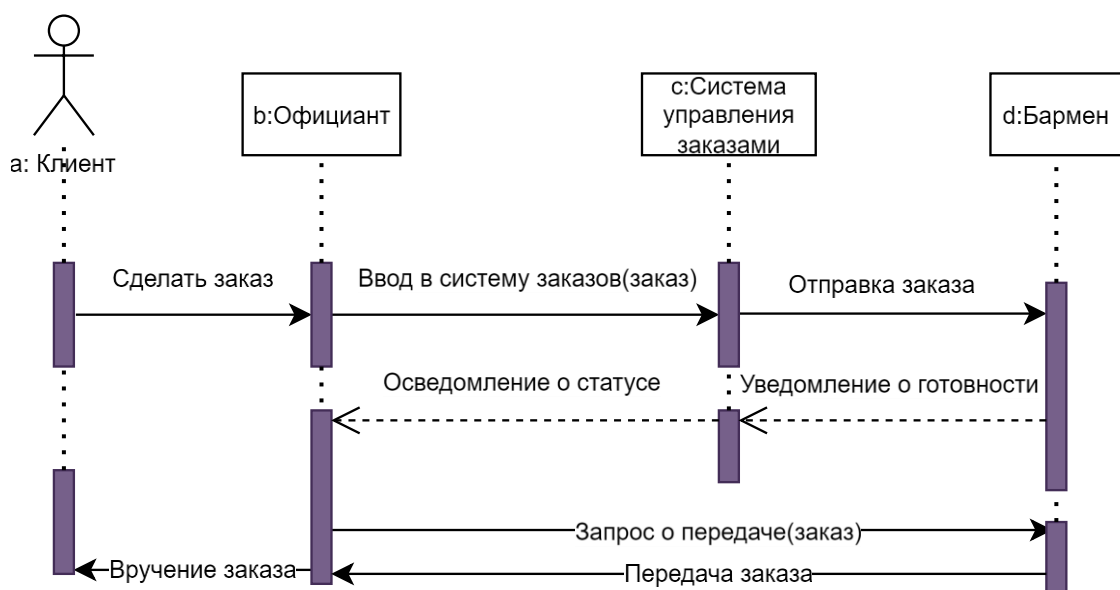 a: Клиент
b:Официант
c:Система
управления
заказами
d:Бармен
Сделать заказ
Ввод в систему заказов(заказ)
Отправка заказа
Осведомление о статусе
Уведомление о готовности
Запрос о передаче(заказ)
Вручение заказа
Передача заказа